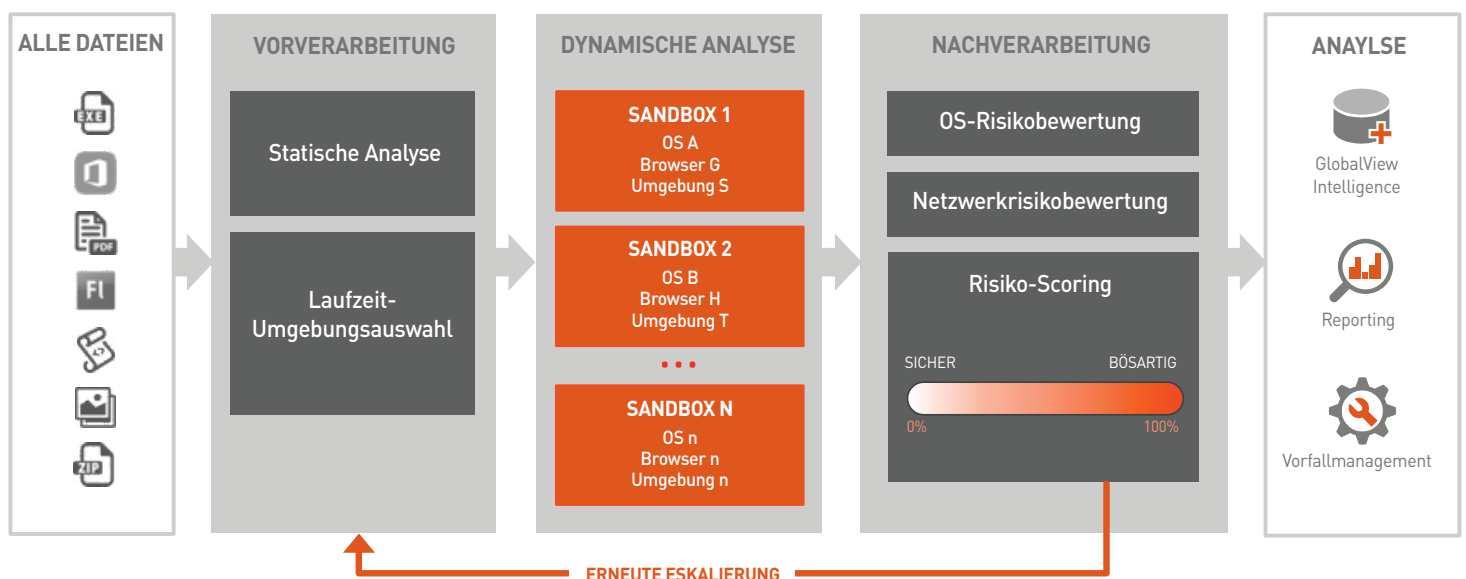 ALLE DATEIEN
EXE
PDF
Fl
ZIP
VORVERARBEITUNG
Statische Analyse
Laufzeit-
Umgebungsauswahl
DYNAMISCHE ANALYSE
SANDBOX 1
OS A
Browser G
Umgebung S
SANDBOX 2
OS B
Browser H
Umgebung T
...
SANDBOX N
OS n
Browser n
Umgebung n
NACHVERARBEITUNG
OS-Risikobewertung
Netzwerkrisikobewertung
Risiko-Scoring
SICHER
BÖSARTIG
0%
100%
ANAYLSE
GlobalView
Intelligence
Reporting
Vorfallmanagement
ERNEUTE ESKALIERUNG